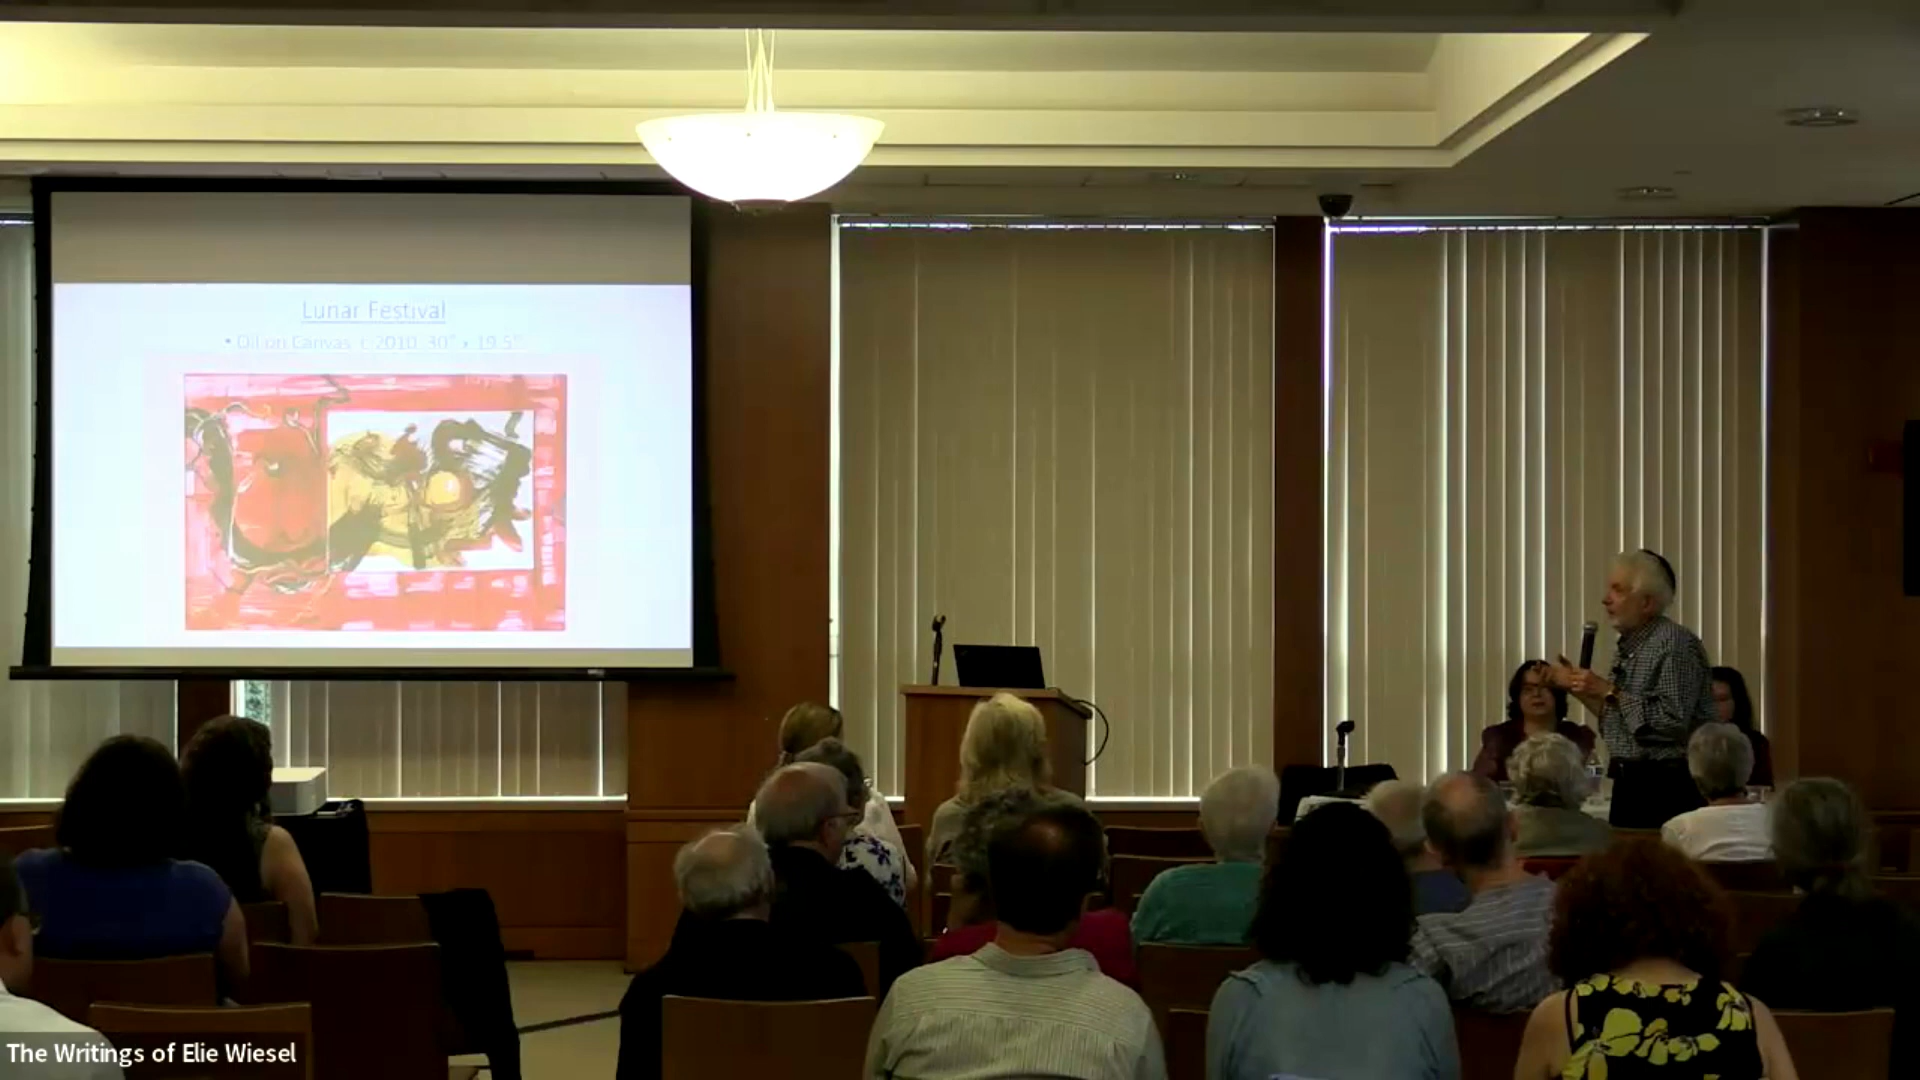 Lunar Festival
• Oil on Canvas c 2010, 30" x 19.5"
The Writings of Elie Wiesel